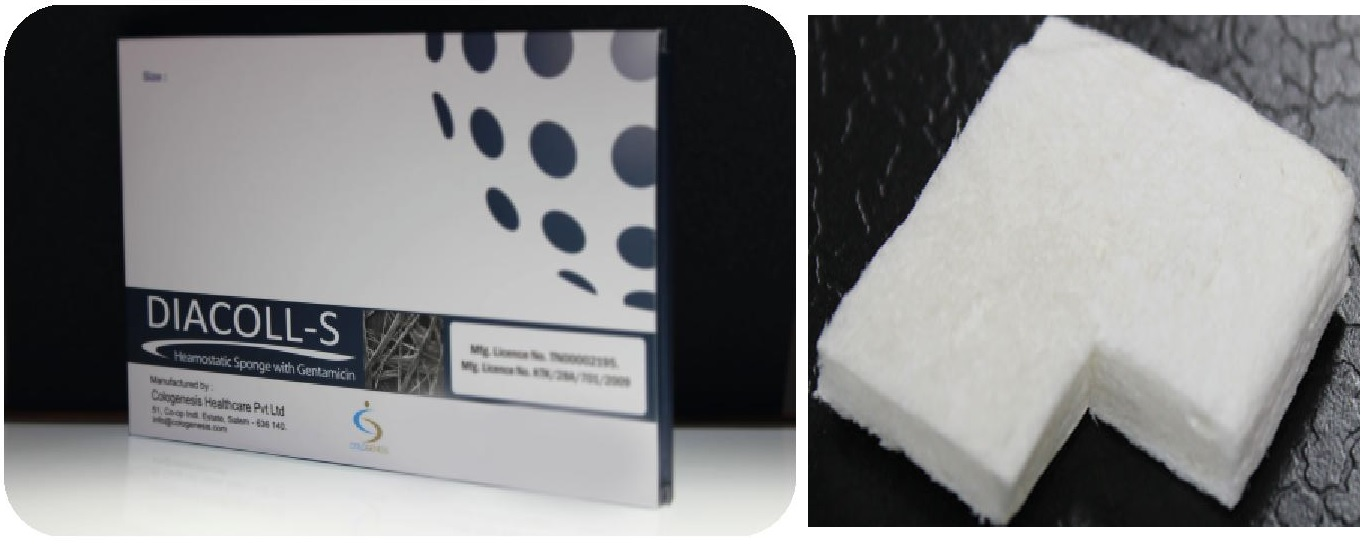 Size :
DIACOLL-S
Heamostatic Sponge with Gentamicin
Mfg. Licence No. TN00002195.
Mfg. Licence No. KTK/28A/701/2009
Manufactured by :
Cologenesis Healthcare Pvt Ltd
51, Co-op Indl. Estate, Salem - 636 140.
info@cologenesis.com
COLOGENESIS